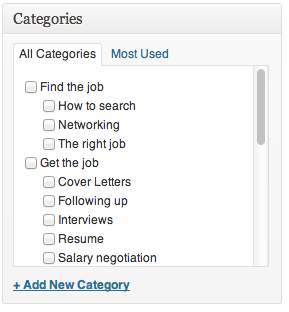 Categories
All Categories Most Used
Find the job
How to search
Networking
The right job
Get the job
Cover Letters
Following up
Interviews
Resume
Salary negotiation
+ Add New Category